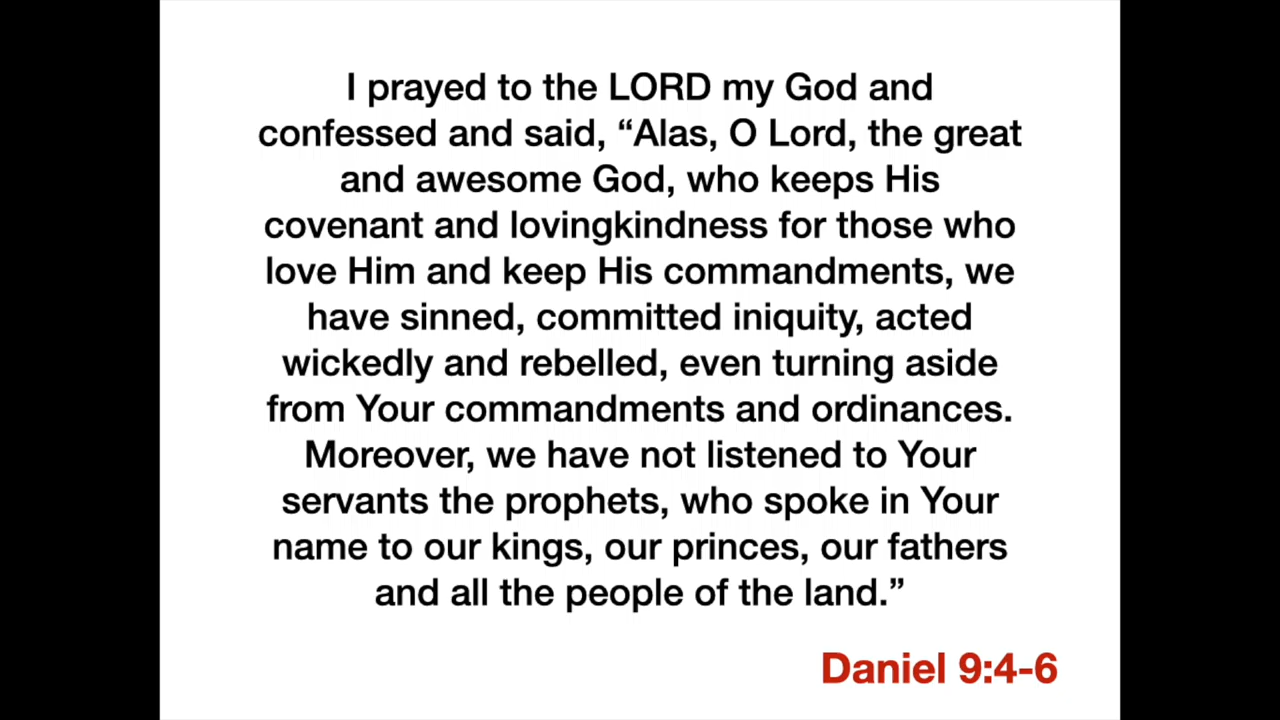 I prayed to the LORD my God and
confessed and said, “Alas, O Lord, the great
and awesome God, who keeps His
covenant and lovingkindness for those who
love Him and keep His commandments, we
have sinned, committed iniquity, acted
wickedly and rebelled, even turning aside
from Your commandments and ordinances.
Moreover, we have not listened to Your
servants the prophets, who spoke in Your
name to our kings, our princes, our fathers
and all the people of the land.”
Daniel 9:4-6